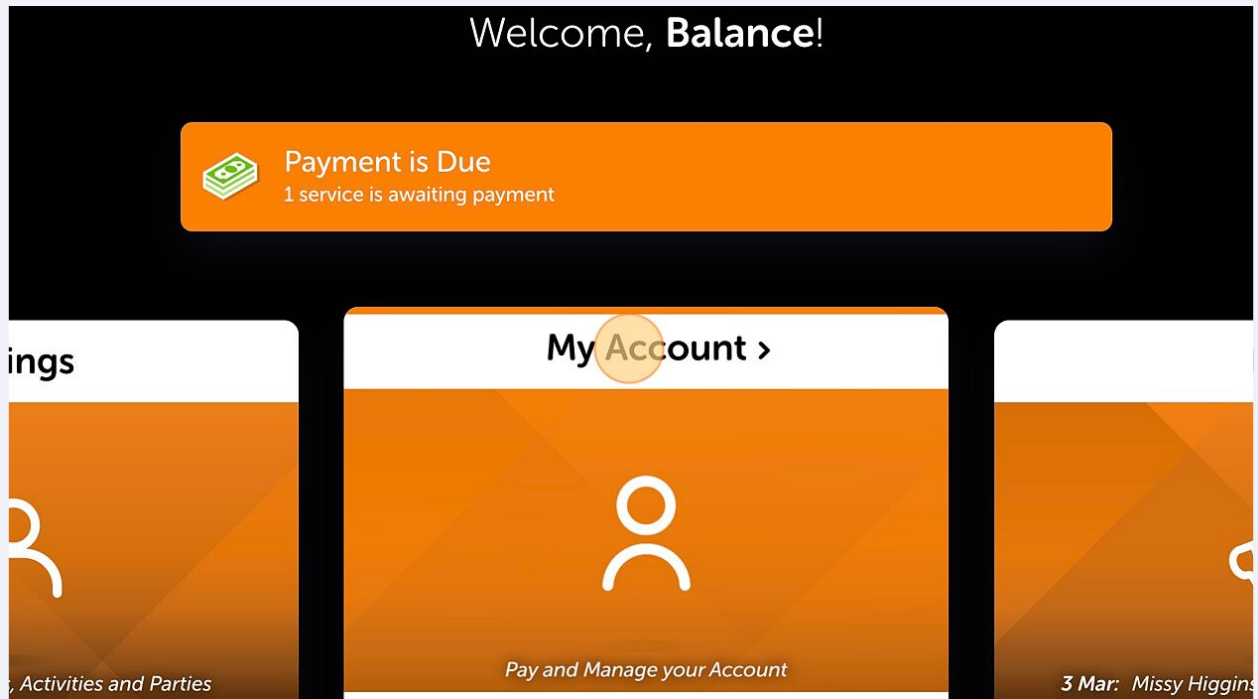 Welcome, Balance!
Payment is Due
1 service is awaiting payment
ings
My Account ›
, Activities and Parties
Pay and Manage your Account
3 Mar: Missy Higgins